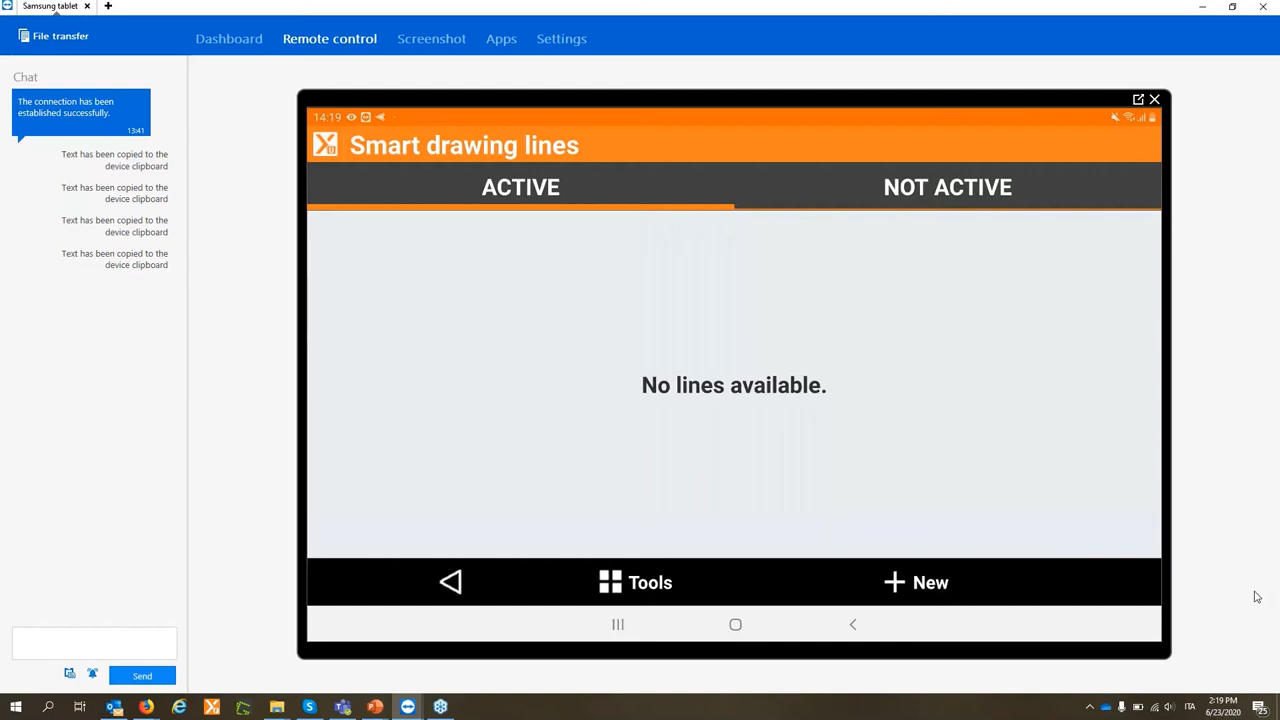 Samsung tablet
File transfer
Dashboard
Remote control
Screenshot
Apps
Settings
Chat
The connection has been
established successfully.
13:41
Text has been copied to the
device clipboard
Text has been copied to the
device clipboard
Text has been copied to the
device clipboard
Text has been copied to the
device clipboard
Send
14:19
Smart drawing lines
ACTIVE
NOT ACTIVE
No lines available.
Tools
New
ITA
2:19 PM
6/23/2020
25